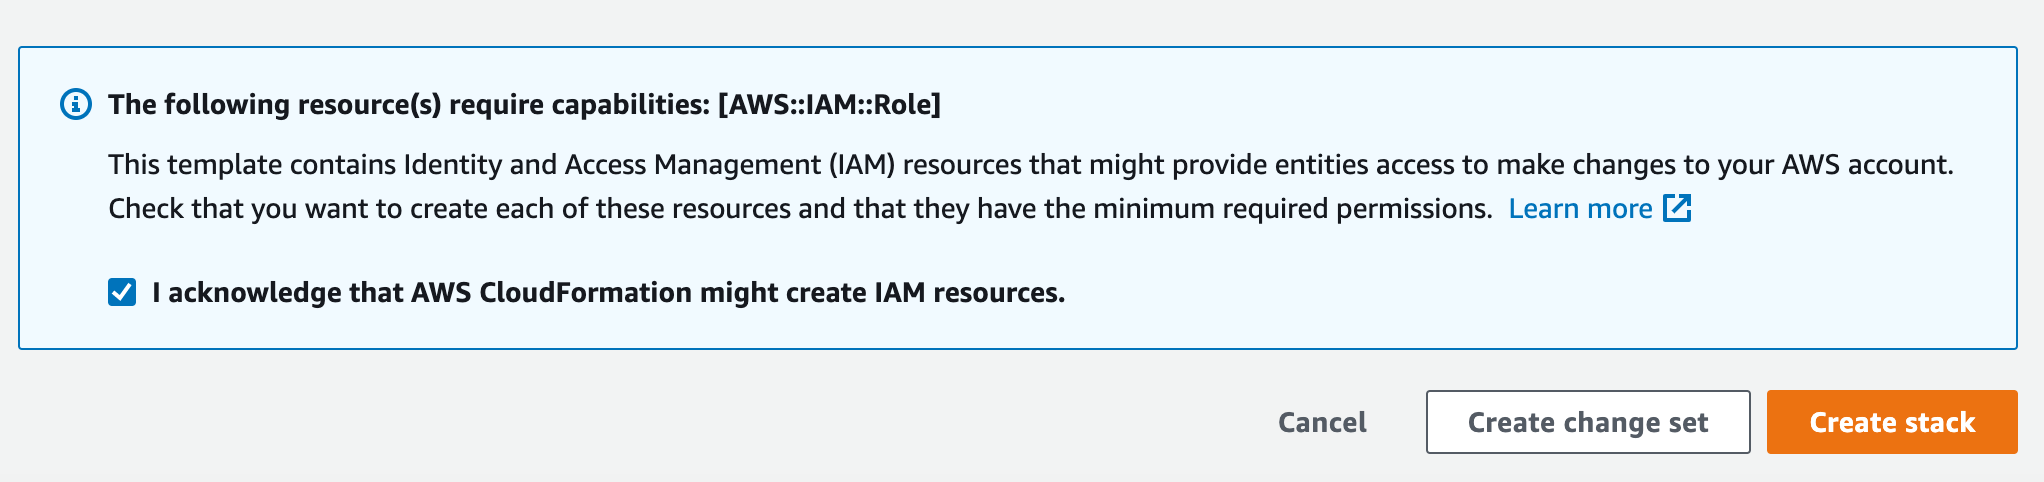 The following resource(s) require capabilities: [AWS::IAM::Role]
This template contains Identity and Access Management (IAM) resources that might provide entities access to make changes to your AWS account.
Check that you want to create each of these resources and that they have the minimum required permissions. Learn more
I acknowledge that AWS CloudFormation might create IAM resources.
Cancel Create change set Create stack